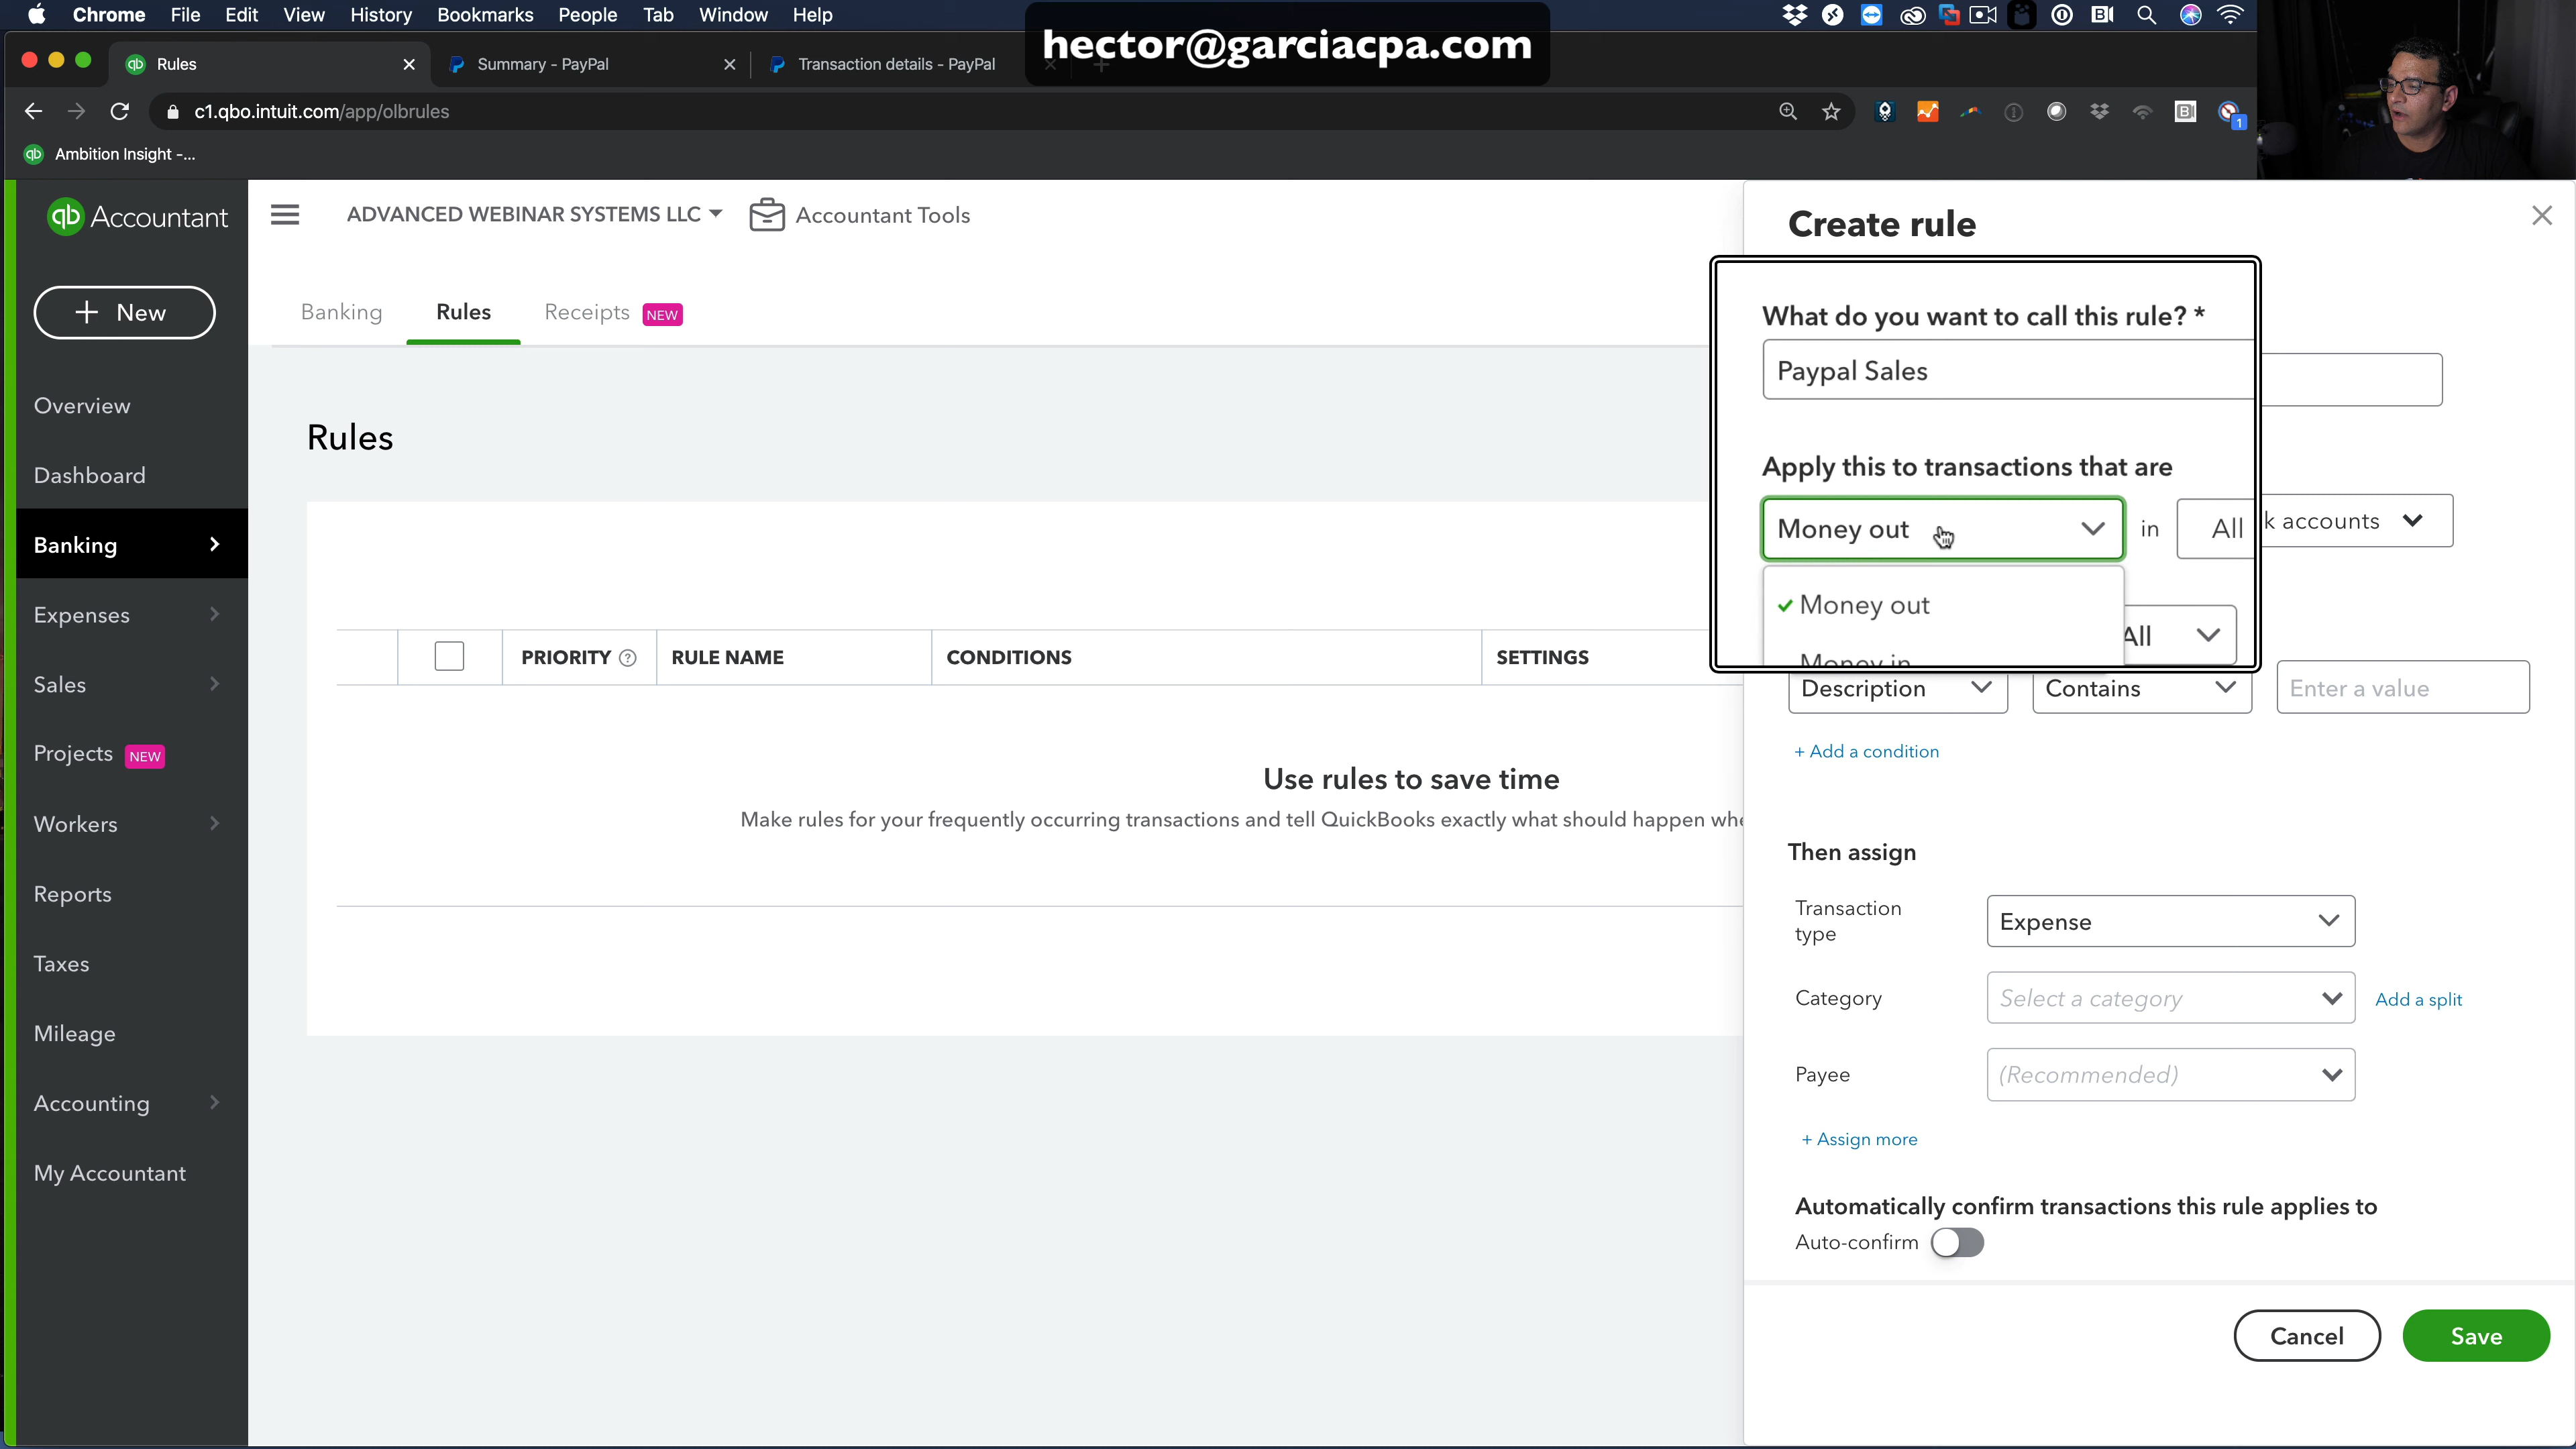 Chrome File Edit View History Bookmarks People Tab Window Help
hector@garciacpa.com
Rules
Summary - PayPal
Transaction details - PayPal
c1.qbo.intuit.com/app/olbrules
1
Ambition Insight -...
qb Accountant
ADVANCED WEBINAR SYSTEMS LLC
Accountant Tools
+ New
Banking
Rules
Receipts NEW
Overview
Dashboard
Banking
Expenses
Sales
Projects NEW
Workers
Reports
Taxes
Mileage
Accounting
My Accountant
Rules
PRIORITY RULE NAME CONDITIONS SETTINGS
Use rules to save time
Make rules for your frequently occurring transactions and tell QuickBooks exactly what should happen whe
Create rule
What do you want to call this rule? *
Paypal Sales
Apply this to transactions that are
Money out in All k accounts
Money out
Money in
All
Description Contains Enter a value
+ Add a condition
Then assign
Transaction type Expense
Category Select a category Add a split
Payee (Recommended)
+ Assign more
Automatically confirm transactions this rule applies to
Auto-confirm
Cancel Save